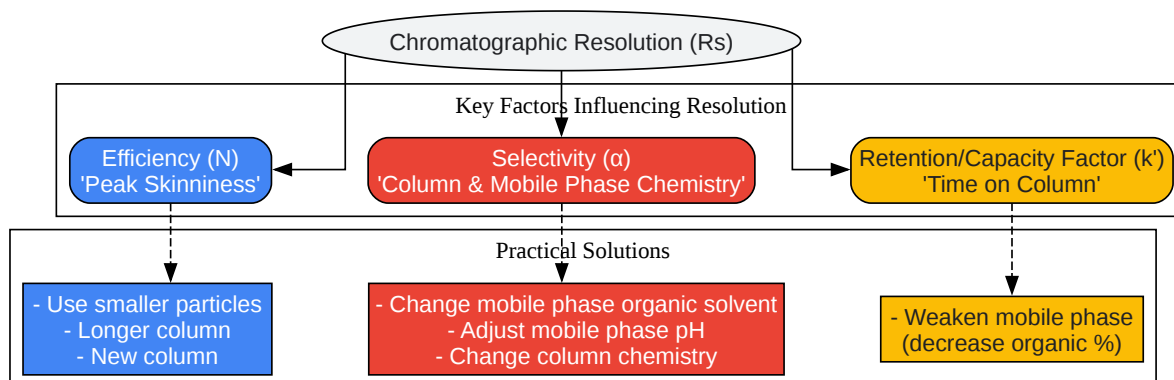 Chromatographic Resolution (Rs)
Key Factors Influencing Resolution
Efficiency (N)
'Peak Skinniness'
Selectivity (α)
'Column & Mobile Phase Chemistry'
Retention/Capacity Factor (k')
'Time on Column'
Practical Solutions
- Use smaller particles
- Longer column
- New column
- Change mobile phase organic solvent
- Adjust mobile phase pH
- Change column chemistry
- Weaken mobile phase
(decrease organic %)